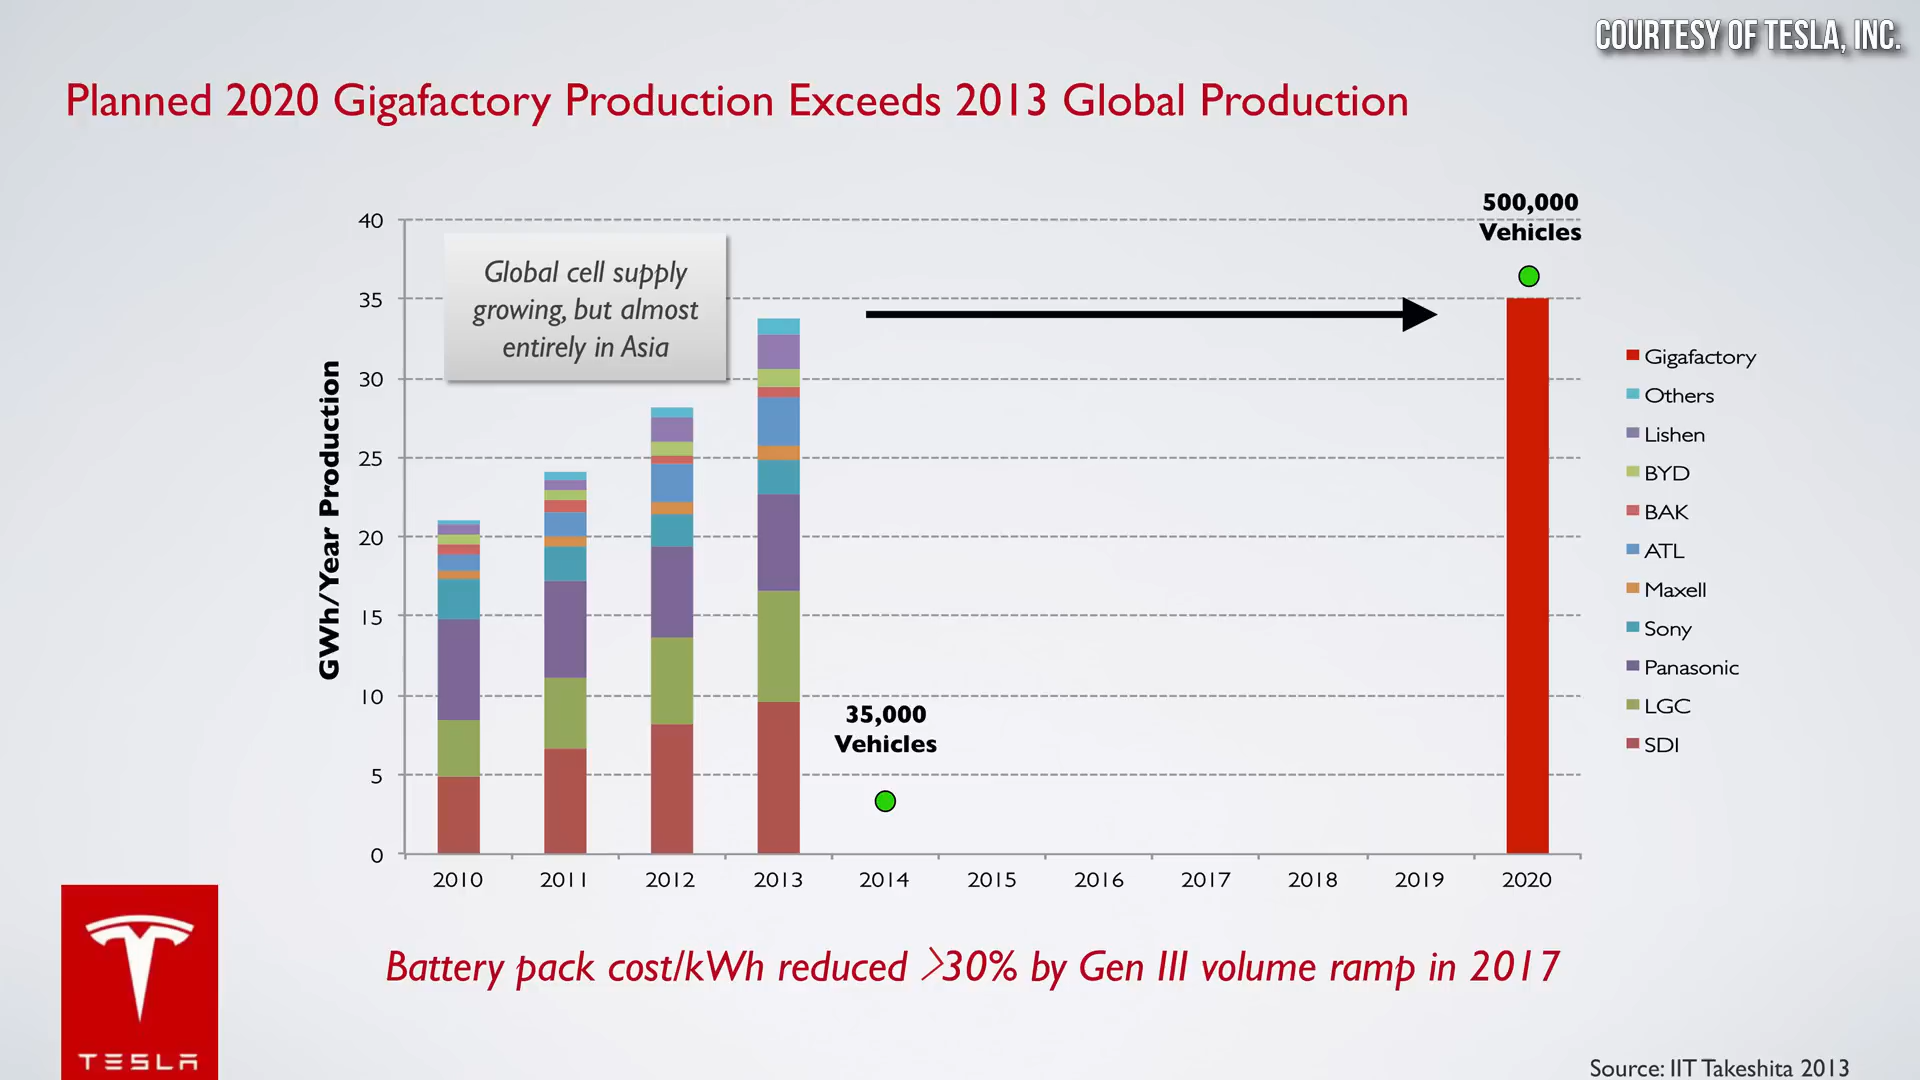 COURTESY OF TESLA, INC.
Planned 2020 Gigafactory Production Exceeds 2013 Global Production
500,000
Vehicles
Global cell supply
growing, but almost
entirely in Asia
35,000
Vehicles
GWh/Year Production
40
35
30
25
20
15
10
5
0
2010 2011 2012 2013 2014 2015 2016 2017 2018 2019 2020
Gigafactory
Others
Lishen
BYD
BAK
ATL
Maxell
Sony
Panasonic
LGC
SDI
Battery pack cost/kWh reduced >30% by Gen III volume ramp in 2017
TESLA
Source: IIT Takeshita 2013